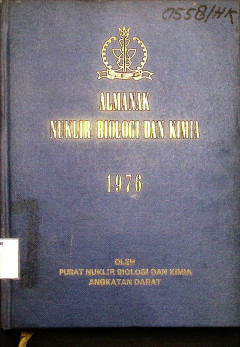 0558/HK
ALMANAK
NUKLIR BIOLOGI DAN KIMIA
1976
OLEH
PUSAT NUKLIR BIOLOGI DAN KIMIA
ANGKATAN DARAT